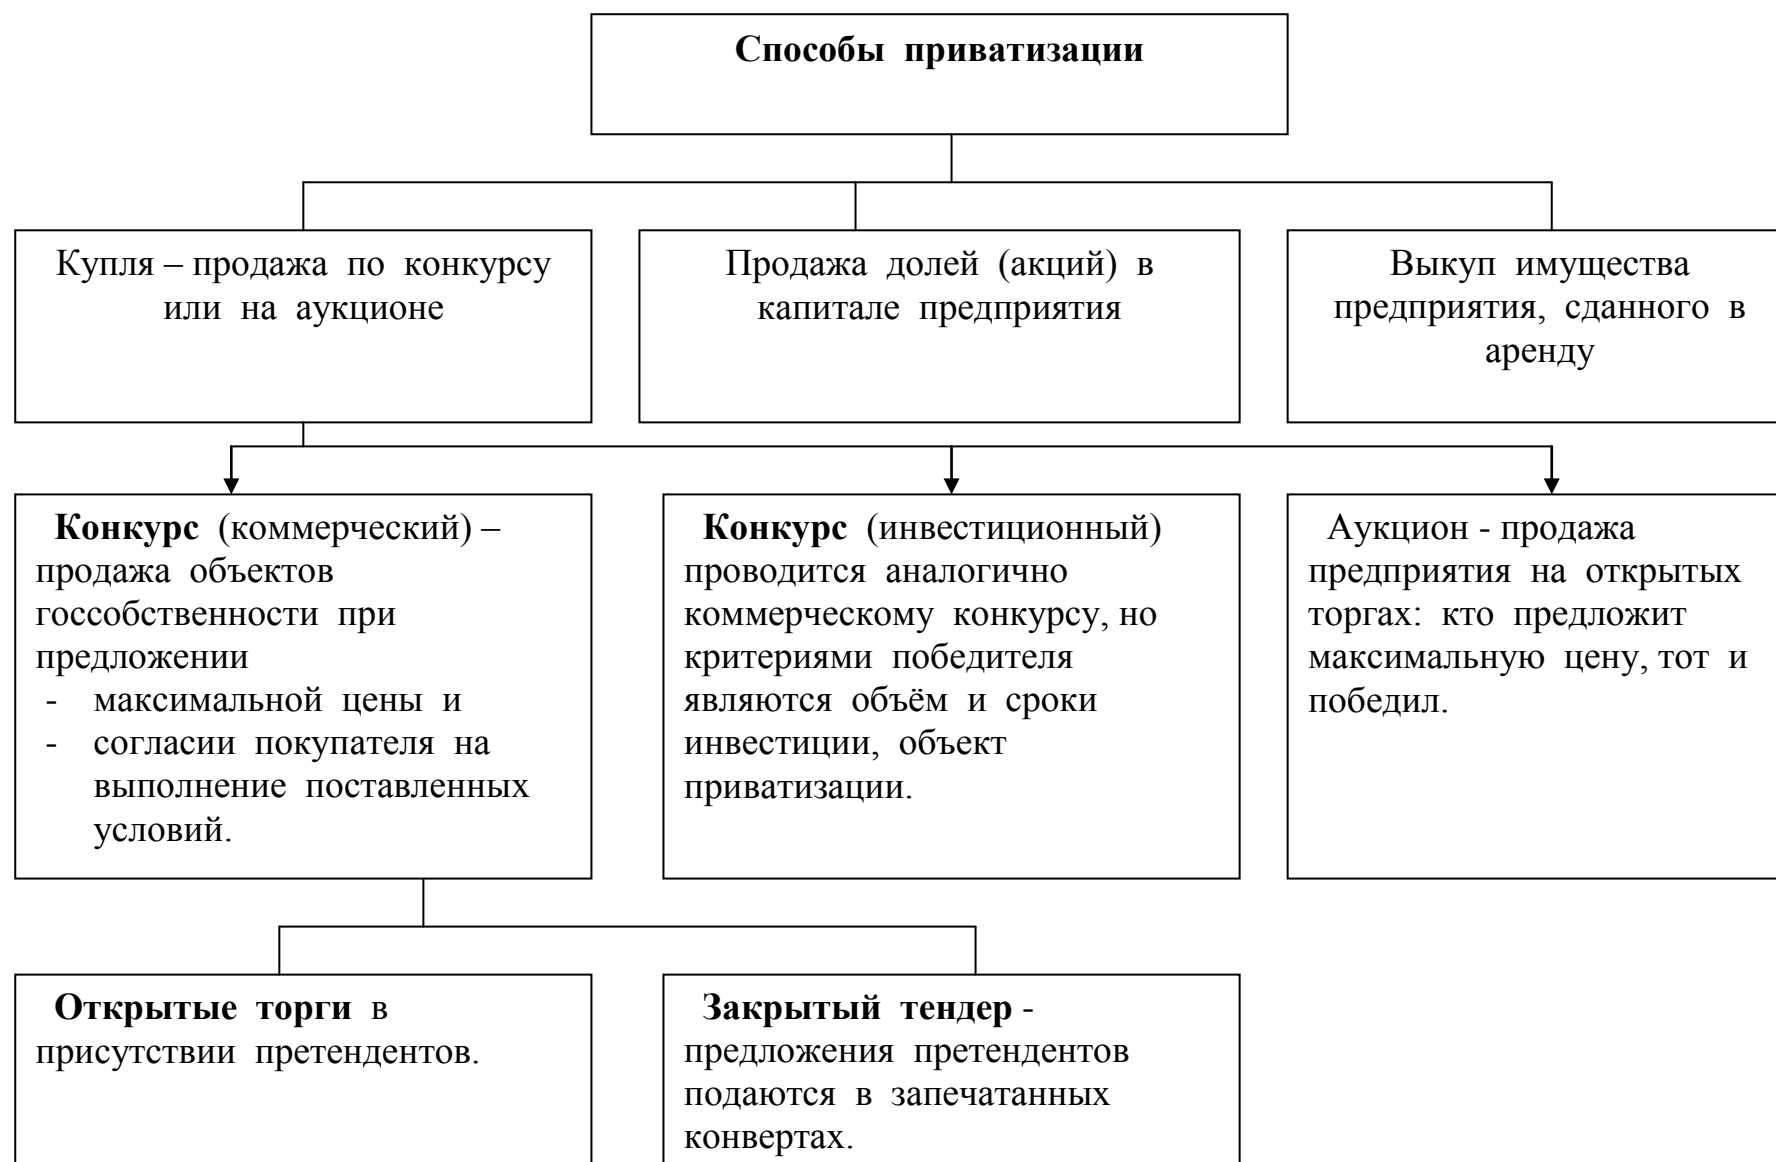 Способы приватизации
Купля – продажа по конкурсу
или на аукционе
Продажа долей (акций) в
капитале предприятия
Выкуп имущества
предприятия, сданного в
аренду
Конкурс (коммерческий) –
продажа объектов
госсобственности при
предложении
- максимальной цены и
- согласии покупателя на
выполнение поставленных
условий.
Конкурс (инвестиционный)
проводится аналогично
коммерческому конкурсу, но
критериями победителя
являются объём и сроки
инвестиции, объект
приватизации.
Аукцион - продажа
предприятия на открытых
торгах: кто предложит
максимальную цену, тот и
победил.
Открытые торги в
присутствии претендентов.
Закрытый тендер -
предложения претендентов
подаются в запечатанных
конвертах.